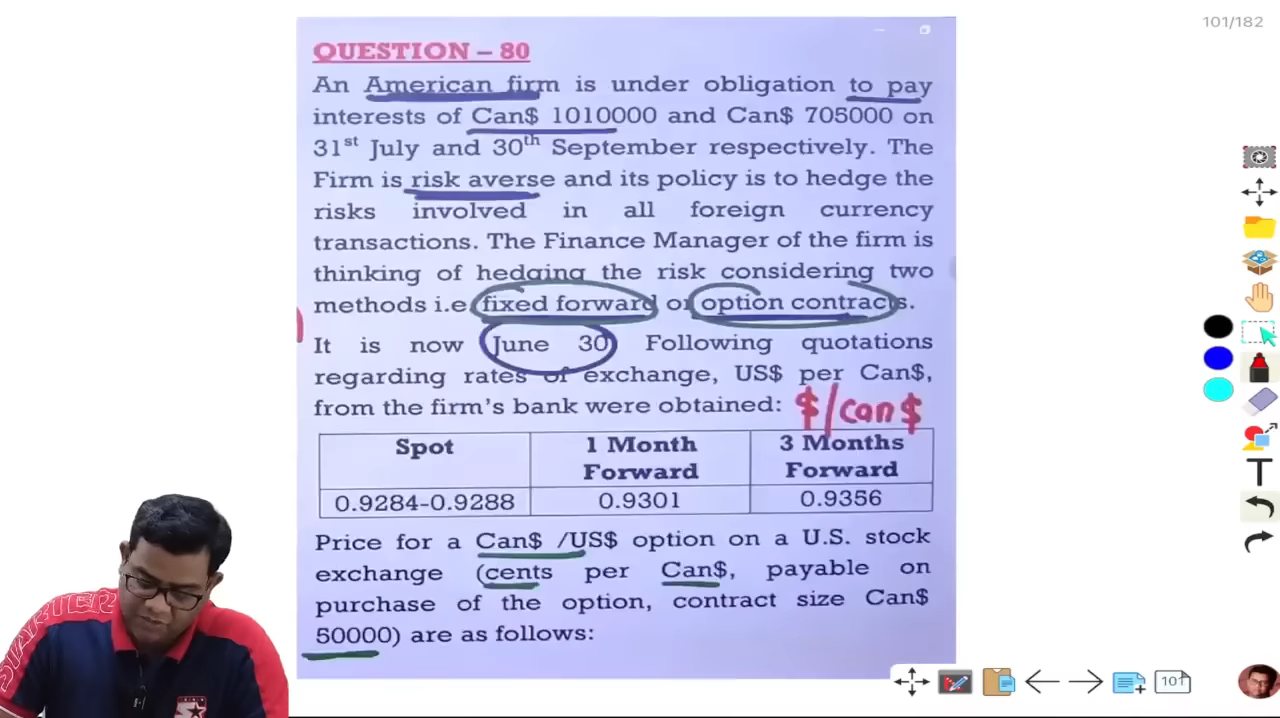 101/182
QUESTION – 80
An American firm is under obligation to pay
interests of Can$ 1010000 and Can$ 705000 on
31st July and 30th September respectively. The
Firm is risk averse and its policy is to hedge the
risks involved in all foreign currency
transactions. The Finance Manager of the firm is
thinking of hedging the risk considering two
methods i.e. fixed forward or option contracts.
It is now June 30 Following quotations
regarding rates of exchange, US$ per Can$,
from the firm's bank were obtained: $/can $
Spot 1 Month Forward 3 Months Forward
0.9284-0.9288 0.9301 0.9356
Price for a Can$ /US$ option on a U.S. stock
exchange (cents per Can$, payable on
purchase of the option, contract size Can$
50000) are as follows:
STARTER
T
101